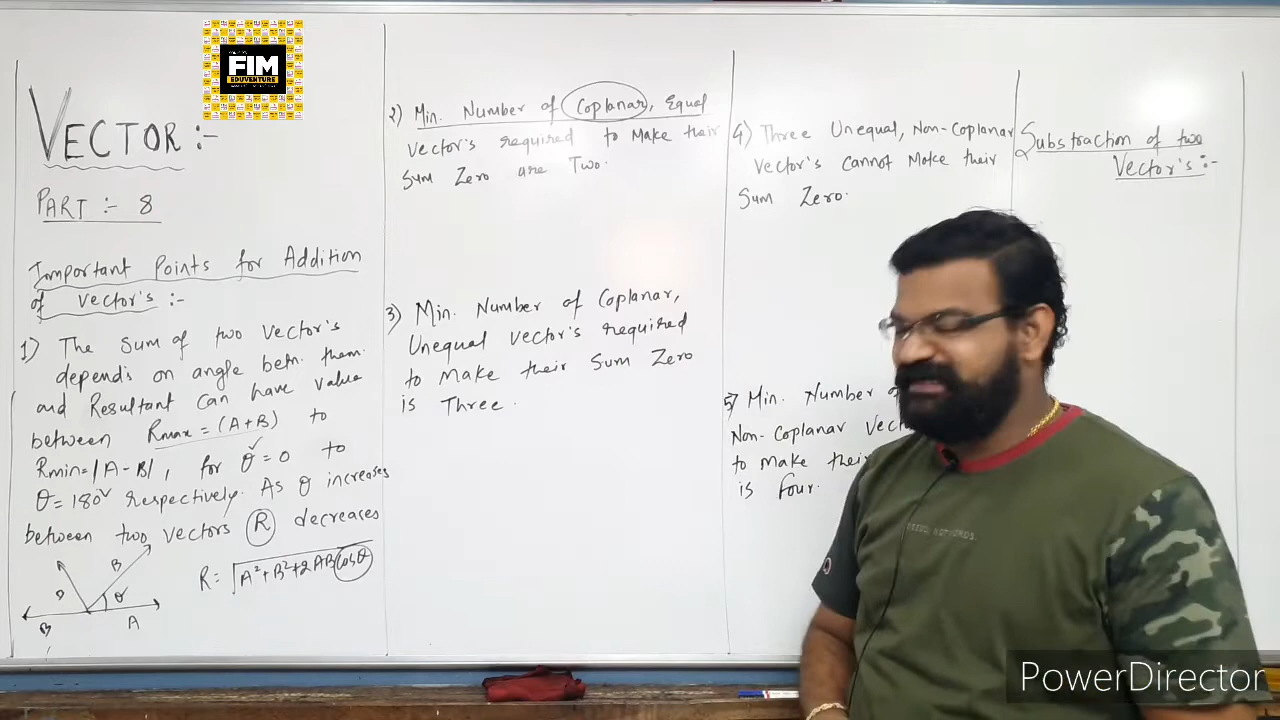 FIM
EDUVENTURE
VECTOR :-
PART :- 8
Important Points for Addition
of vector's :-
1) The Sum of two Vector's
depends on angle betn. them.
and Resultant can have value
between Rmax = (A+B) to
Rmin=|A-B|, for θ=0 to
θ=180 respectively. As θ increases
between two vectors R decreases
B
θ
A
B
R= √A²+B²+2AB cosθ
2) Min. Number of Coplanar, Equal
Vector's required to Make their
Sum Zero are Two.
3) Min. Number of Coplanar,
Unequal vector's required
to Make their Sum Zero
is Three.
4) Three Unequal, Non-Coplanar
Vector's Cannot Make their
Sum Zero.
5) Min. Number
Non-Coplanar
to Make their
is four.
Substraction of two
Vector's :-
PowerDirector